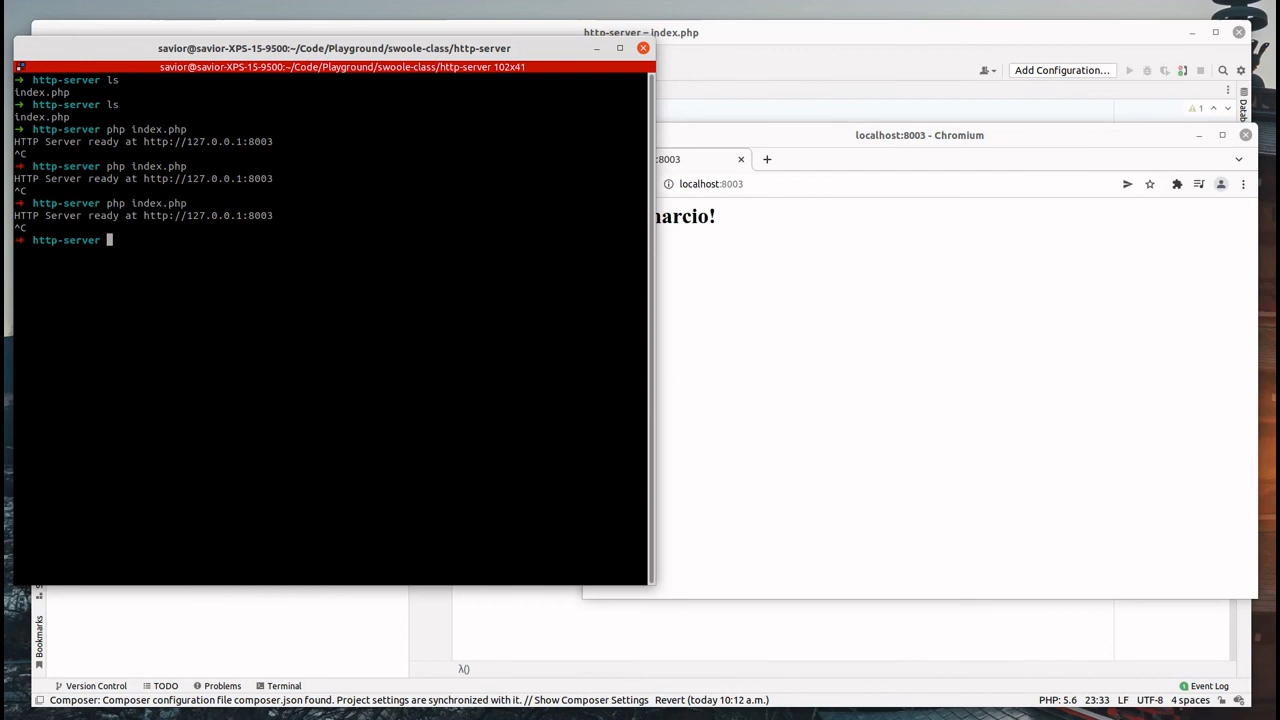 http-server – index.php
savior@savior-XPS-15-9500:~/Code/Playground/swoole-class/http-server
savior@savior-XPS-15-9500:~/Code/Playground/swoole-class/http-server 102x41
➜ http-server ls
index.php
➜ http-server ls
index.php
➜ http-server php index.php
HTTP Server ready at http://127.0.0.1:8003
^C
➜ http-server php index.php
HTTP Server ready at http://127.0.0.1:8003
^C
➜ http-server php index.php
HTTP Server ready at http://127.0.0.1:8003
^C
➜ http-server
Add Configuration...
1
Datab
localhost:8003 - Chromium
:8003
localhost:8003
narcio!
Bookmarks
λ()
Version Control
TODO
Problems
Terminal
Event Log
Composer: Composer configuration file composer.json found. Project settings are synchronized with it. // Show Composer Settings Revert (today 10:12 a.m.)
PHP: 5.6 23:33 LF UTF-8 4 spaces